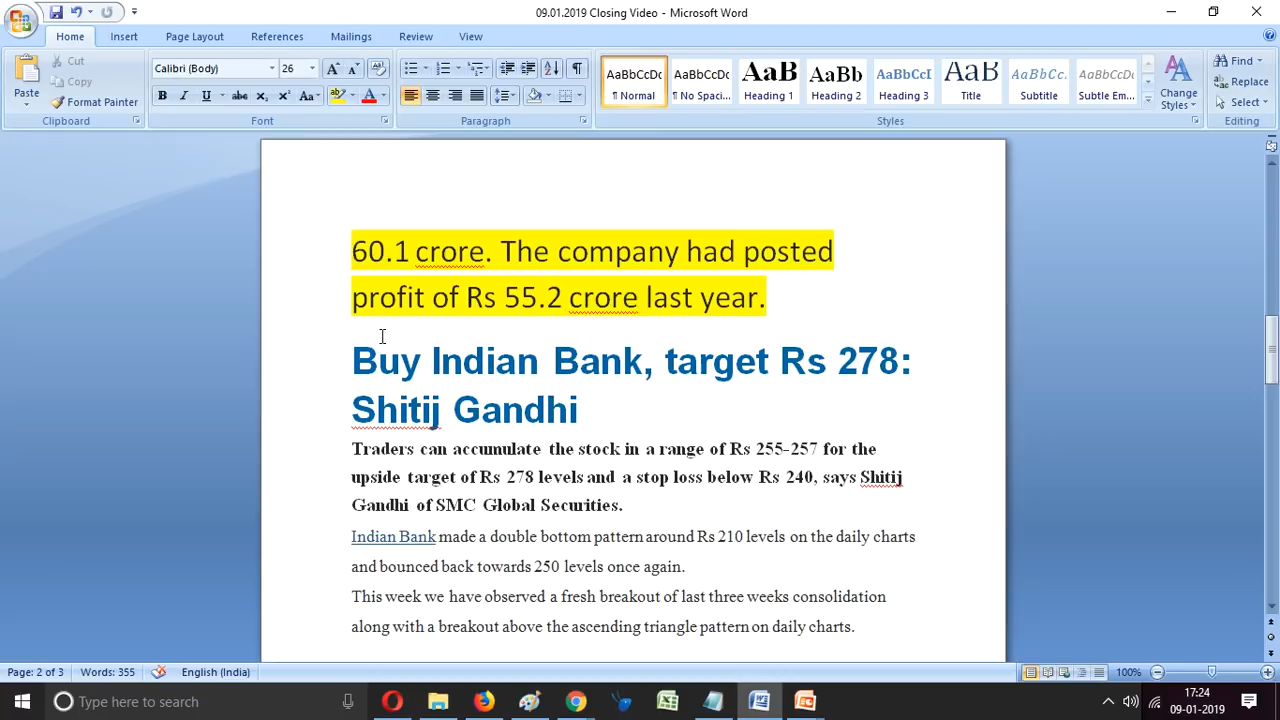 09.01.2019 Closing Video - Microsoft Word
Home Insert Page Layout References Mailings Review View
Paste
Cut
Copy
Format Painter
Clipboard
Calibri (Body) 26
B I U abc x₂ x² Aa
Font
Paragraph
AaBbCcDc AaBbCcDc AaB AaBb AaBbCcI AaB AaBbCc. AaBbCcDc
¶ Normal ¶ No Spaci... Heading 1 Heading 2 Heading 3 Title Subtitle Subtle Em...
Styles
Change Styles
Find
Replace
Select
Editing
60.1 crore. The company had posted
profit of Rs 55.2 crore last year.
Buy Indian Bank, target Rs 278:
Shitij Gandhi
Traders can accumulate the stock in a range of Rs 255-257 for the
upside target of Rs 278 levels and a stop loss below Rs 240, says Shitij
Gandhi of SMC Global Securities.
Indian Bank made a double bottom pattern around Rs 210 levels on the daily charts
and bounced back towards 250 levels once again.
This week we have observed a fresh breakout of last three weeks consolidation
along with a breakout above the ascending triangle pattern on daily charts.
Page: 2 of 3 Words: 355 English (India) 100%
Type here to search
17:24
09-01-2019